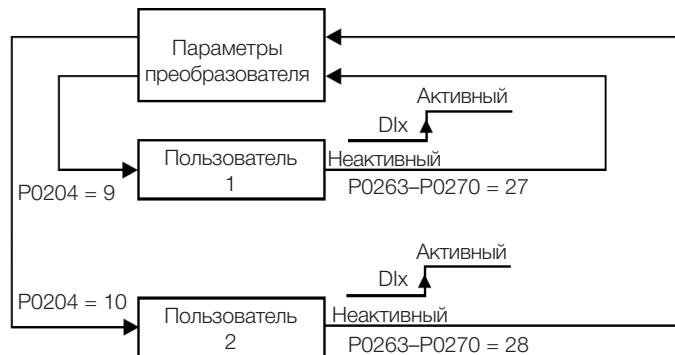 Параметры
преобразователя
Активный
DIx
Пользователь
1
Неактивный
P0204 = 9
P0263–P0270 = 27
Активный
DIx
P0204 = 10
Пользователь
2
Неактивный
P0263–P0270 = 28